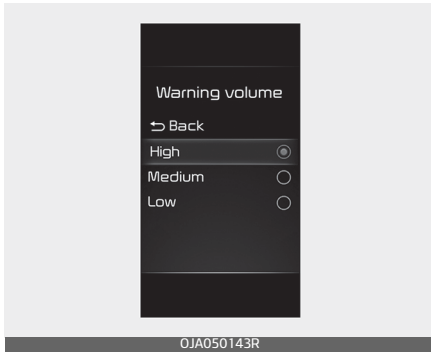 Warning volume
Back
High
Medium
Low
OJA050143R